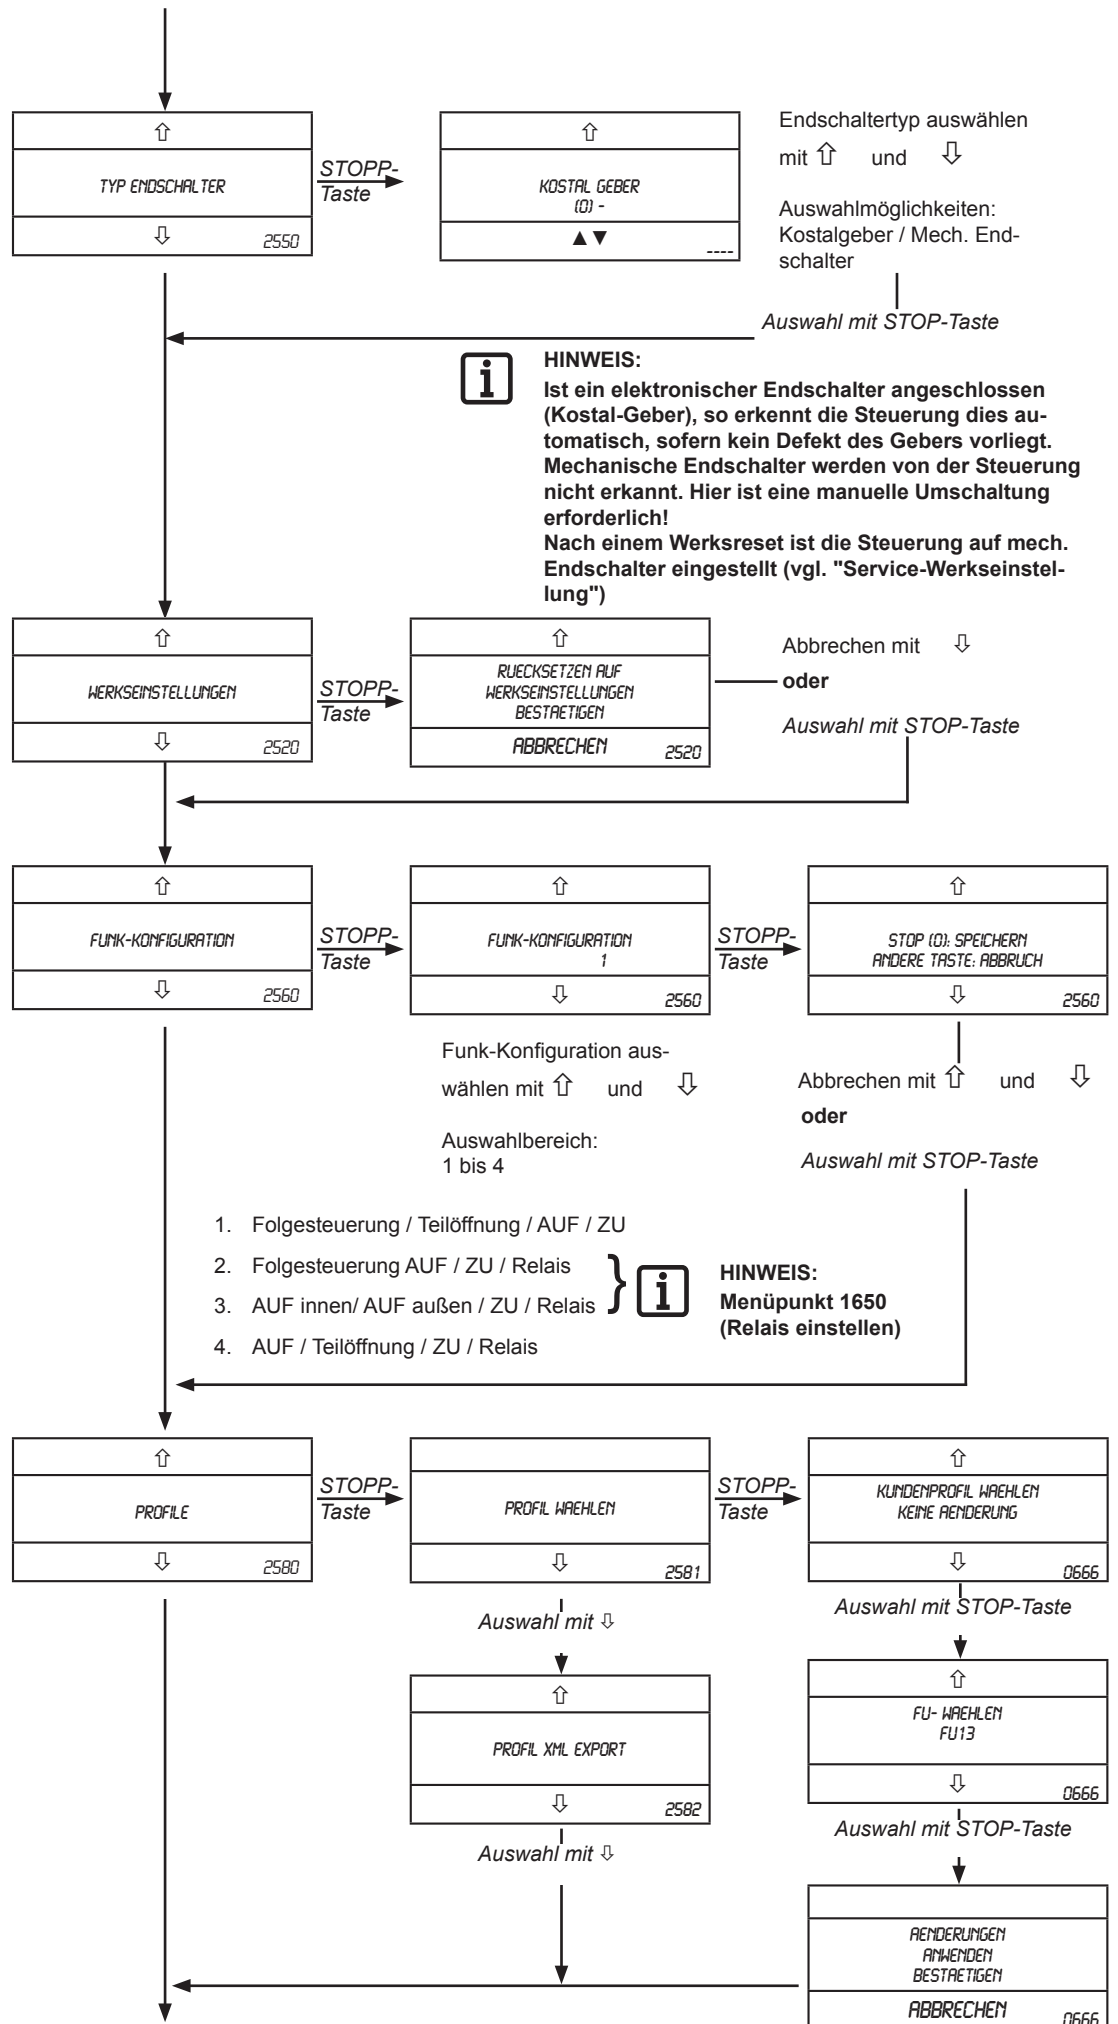 ⇧
TYP ENDSCHALTER
⇩ 2550
STOPP-
Taste
⇧
KOSTAL GEBER
(0) -
▲▼ ----
Endschaltertyp auswählen
mit ⇧ und ⇩
Auswahlmöglichkeiten:
Kostalgeber / Mech. End-
schalter
Auswahl mit STOP-Taste
HINWEIS:
Ist ein elektronischer Endschalter angeschlossen
(Kostal-Geber), so erkennt die Steuerung dies au-
tomatisch, sofern kein Defekt des Gebers vorliegt.
Mechanische Endschalter werden von der Steuerung
nicht erkannt. Hier ist eine manuelle Umschaltung
erforderlich!
Nach einem Werksreset ist die Steuerung auf mech.
Endschalter eingestellt (vgl. "Service-Werkseinstel-
lung")
⇧
WERKSEINSTELLUNGEN
⇩ 2520
STOPP-
Taste
⇧
RUECKSETZEN AUF
WERKSEINSTELLUNGEN
BESTAETIGEN
ABBRECHEN 2520
Abbrechen mit ⇩
oder
Auswahl mit STOP-Taste
⇧
FUNK-KONFIGURATION
⇩ 2560
STOPP-
Taste
⇧
FUNK-KONFIGURATION
1
⇩ 2560
STOPP-
Taste
⇧
STOP (0): SPEICHERN
ANDERE TASTE: ABBRUCH
⇩ 2560
Funk-Konfiguration aus-
wählen mit ⇧ und ⇩
Auswahlbereich:
1 bis 4
Abbrechen mit ⇧ und ⇩
oder
Auswahl mit STOP-Taste
1. Folgesteuerung / Teilöffnung / AUF / ZU
2. Folgesteuerung AUF / ZU / Relais
3. AUF innen/ AUF außen / ZU / Relais
4. AUF / Teilöffnung / ZU / Relais
HINWEIS:
Menüpunkt 1650
(Relais einstellen)
⇧
PROFILE
⇩ 2580
STOPP-
Taste
PROFIL WAEHLEN
⇩ 2581
STOPP-
Taste
⇧
KUNDENPROFIL WAEHLEN
KEINE AENDERUNG
⇩ 0666
Auswahl mit ⇩
Auswahl mit STOP-Taste
⇧
PROFIL XML EXPORT
⇩ 2582
⇧
FU- WAEHLEN
FU13
⇩ 0666
Auswahl mit ⇩
Auswahl mit STOP-Taste
AENDERUNGEN
ANWENDEN
BESTAETIGEN
ABBRECHEN 0666